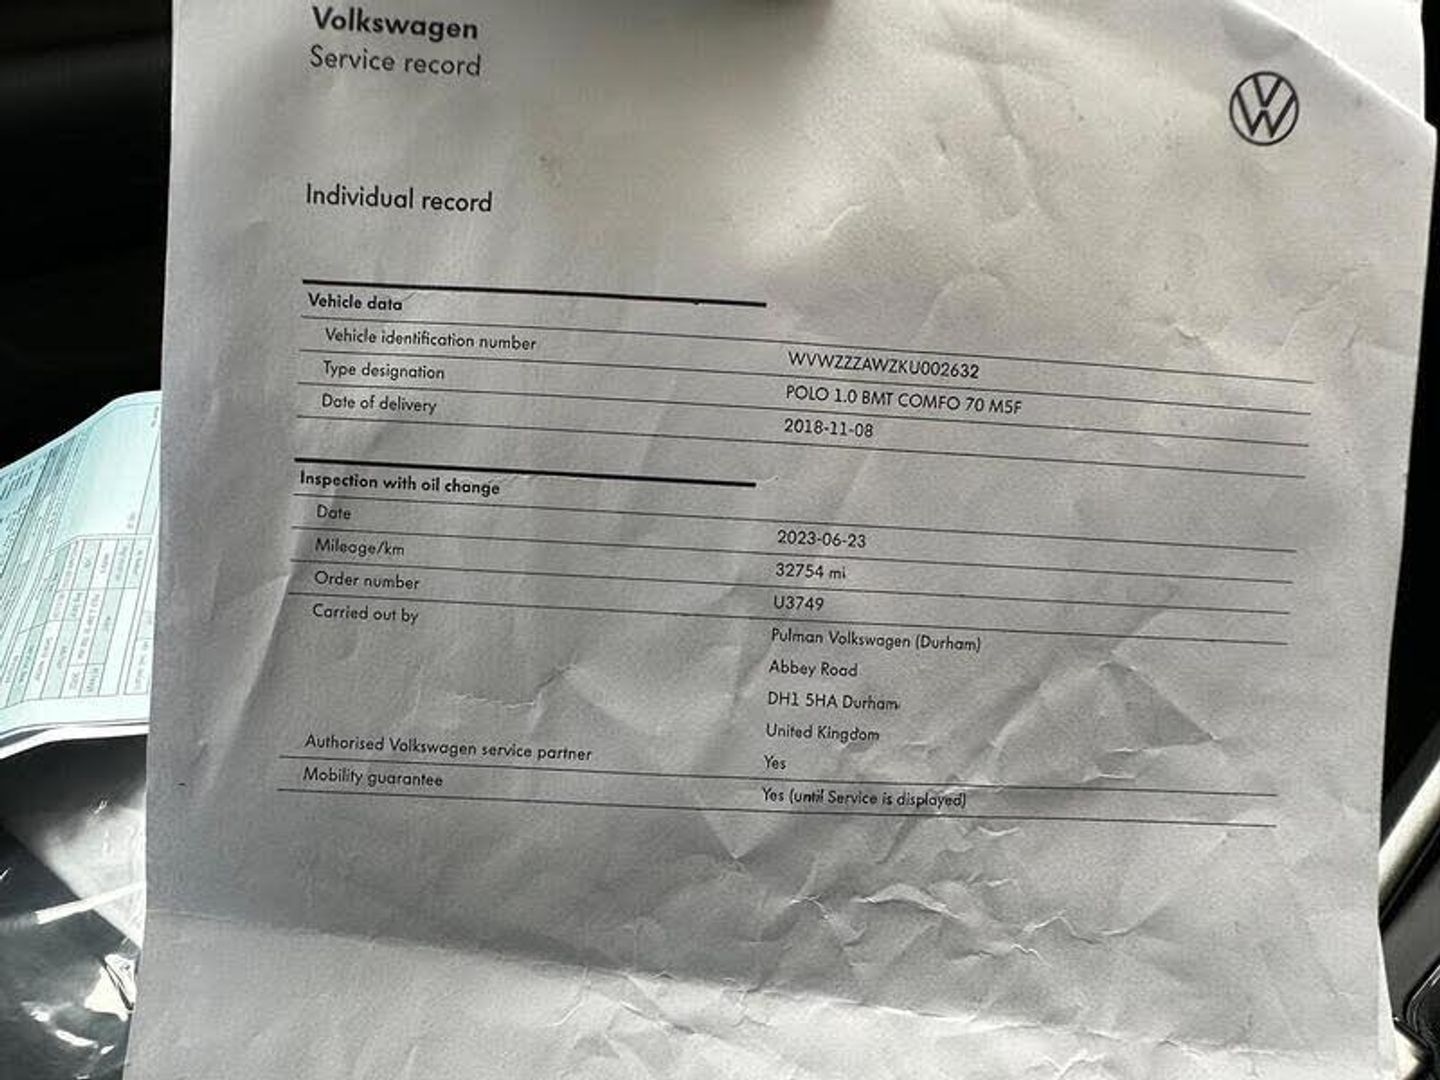 Volkswagen
Service record
Individual record
Vehicle data
Vehicle identification number WVWZZZAWZKU002632
Type designation POLO 1.0 BMT COMFO 70 M5F
Date of delivery 2018-11-08
Inspection with oil change
Date 2023-06-23
Mileage/km 32754 mi
Order number U3749
Carried out by Pulman Volkswagen (Durham)
Abbey Road
DH1 5HA Durham
United Kingdom
Authorised Volkswagen service partner Yes
Mobility guarantee Yes (until Service is displayed)